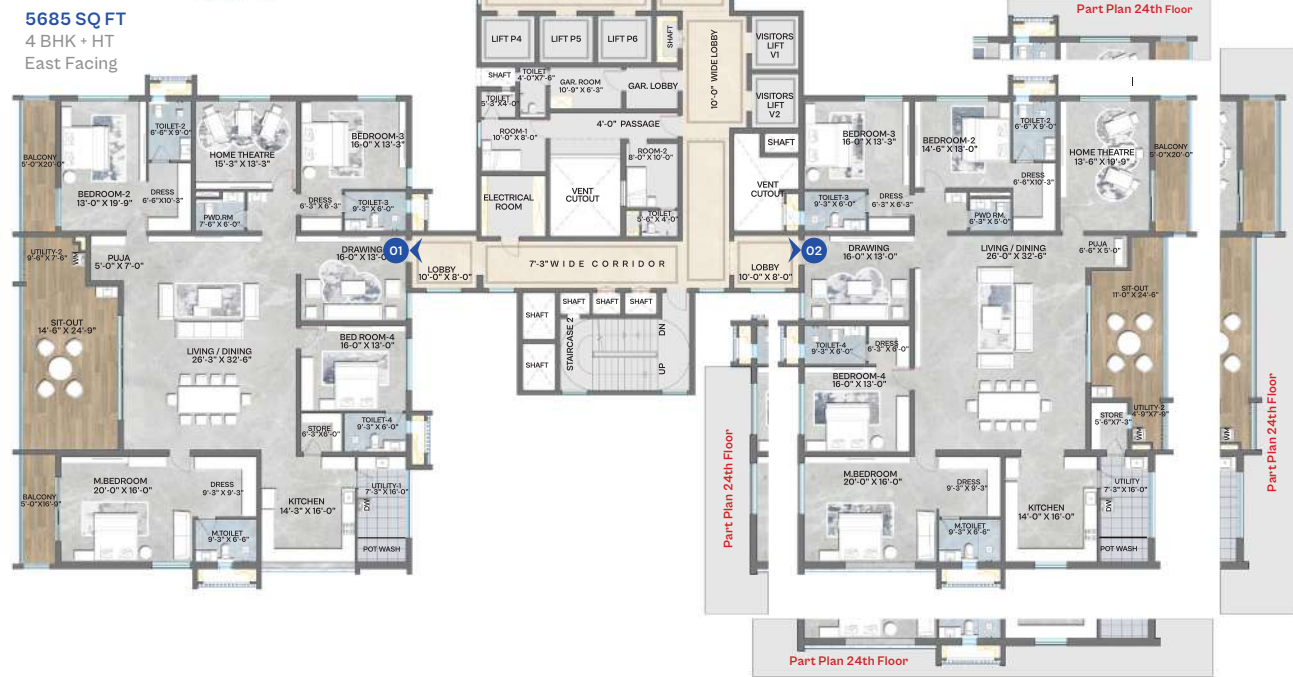 5685 SQ FT
4 BHK + HT
East Facing
Part Plan 24th Floor
LIFT P4
LIFT P5
LIFT P6
SHAFT
10'-0" WIDE LOBBY
VISITORS
LIFT
V1
VISITORS
LIFT
V2
SHAFT
TOILET
4'-0"X7'-6"
GAR. ROOM
10'-9" X 6'-3"
GAR. LOBBY
TOILET
5'-3"X4'-0"
4'-0" PASSAGE
ROOM-1
10'-0" X 8'-0"
ROOM-2
8'-0" X 10'-0"
ELECTRICAL
ROOM
VENT
CUTOUT
TOILET
5'-6" X 4'-0"
SHAFT
VENT
CUTOUT
BALCONY
5'-0"X20'-0"
TOILET-2
6'-6" X 9'-0"
HOME THEATRE
15'-3" X 13'-3"
BEDROOM-3
16'-0" X 13'-3"
BEDROOM-2
13'-0" X 19'-9"
DRESS
6'-6"X10'-3"
PWD.RM
7'-6" X 6'-0"
DRESS
6'-3" X 6'-3"
TOILET-3
9'-3" X 6'-0"
UTILITY-2
9'-6" X 7'-6"
WM
PUJA
5'-0" X 7'-0"
DRAWING
16'-0" X 13'-0"
01
LOBBY
10'-0" X 8'-0"
7'-3" WIDE CORRIDOR
LOBBY
10'-0" X 8'-0"
02
SIT-OUT
14'-6" X 24'-9"
LIVING / DINING
26'-3" X 32'-6"
BED ROOM-4
16'-0" X 13'-0"
STORE
6'-3"X6'-0"
TOILET-4
9'-3" X 6'-0"
BALCONY
5'-0"X16'-9"
M.BEDROOM
20'-0" X 16'-0"
DRESS
9'-3" X 9'-3"
M.TOILET
9'-3" X 6'-6"
KITCHEN
14'-3" X 16'-0"
UTILITY-1
7'-3" X 16'-0"
DW
POT WASH
SHAFT
SHAFT
SHAFT
SHAFT
SHAFT
STAIRCASE 2
DN
UP
BEDROOM-3
16'-0" X 13'-3"
BEDROOM-2
14'-6" X 13'-0"
TOILET-2
6'-6" X 9'-0"
HOME THEATRE
13'-6" X 19'-9"
BALCONY
5'-0"X20'-0"
DRESS
6'-6"X10'-3"
TOILET-3
9'-3" X 6'-0"
DRESS
6'-3" X 6'-3"
PWD RM.
6'-3" X 5'-0"
DRAWING
16'-0" X 13'-0"
LIVING / DINING
26'-0" X 32'-6"
PUJA
6'-6" X 5'-0"
SIT-OUT
11'-0" X 24'-6"
TOILET-4
9'-3" X 6'-0"
DRESS
6'-3" X 6'-0"
BEDROOM-4
16'-0" X 13'-0"
STORE
5'-6"X7'-3"
UTILITY-2
4'-9"X7'-9"
WM
WM
M.BEDROOM
20'-0" X 16'-0"
DRESS
9'-3" X 9'-3"
M.TOILET
9'-3" X 6'-6"
KITCHEN
14'-0" X 16'-0"
UTILITY
7'-3" X 16'-0"
DW
POT WASH
Part Plan 24th Floor
Part Plan 24th Floor
Part Plan 24th Floor